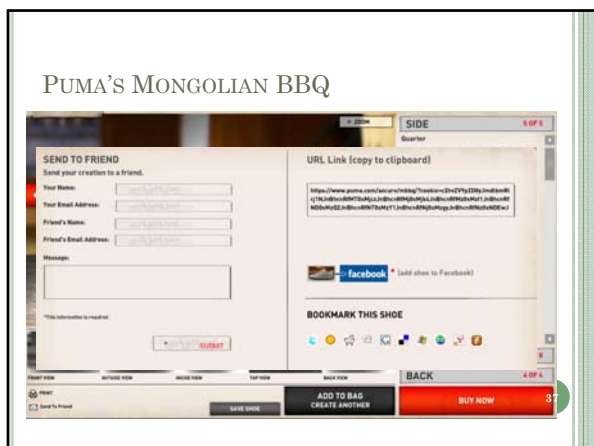 PUMA'S MONGOLIAN BBQ
+ ZOOM
SIDE 5 OF 5
Quarter
SEND TO FRIEND
Send your creation to a friend.
Your Name:
Your Email Address:
Friend's Name:
Friend's Email Address:
Message:
*This information is required
SUBMIT
URL Link (copy to clipboard)
facebook * (add shoe to Facebook)
BOOKMARK THIS SHOE
FRONT VIEW OUTSIDE VIEW INSIDE VIEW TOP VIEW BACK VIEW
BACK 4 OF 4
PRINT
Send To Friend
SAVE SHOE
ADD TO BAG
CREATE ANOTHER
BUY NOW
37